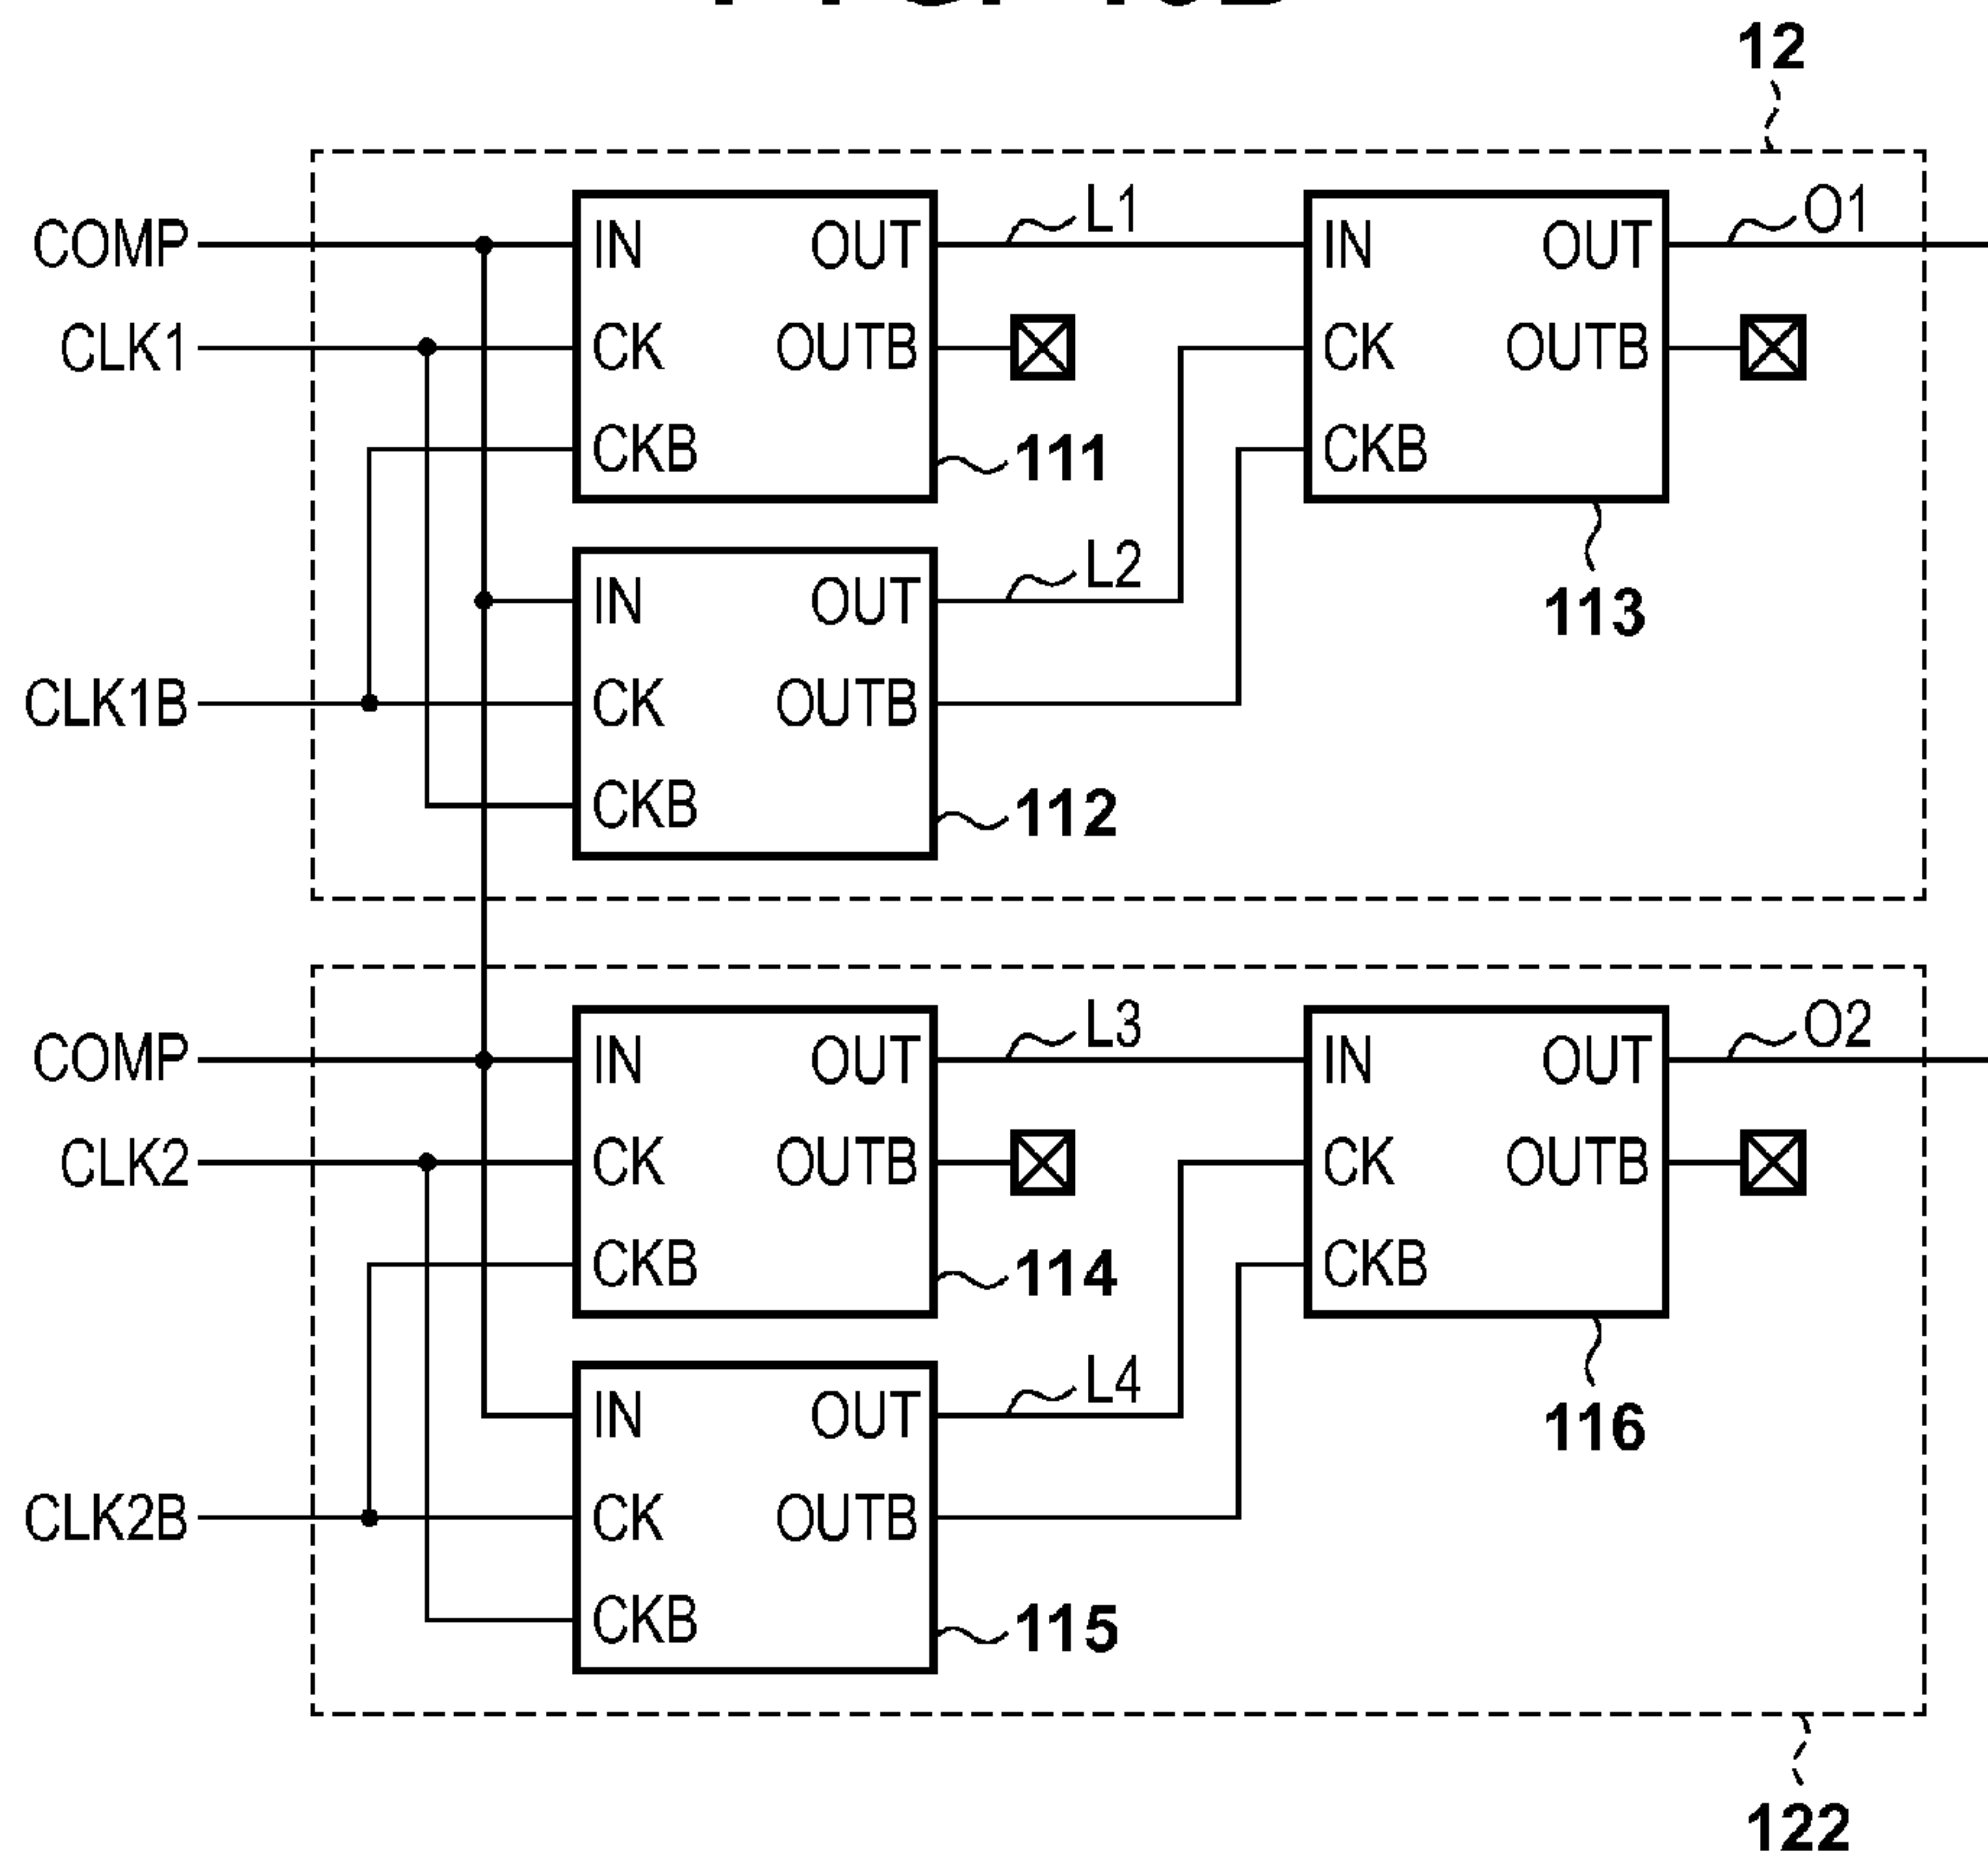 12
COMP
IN
OUT
L1
IN
OUT
O1
CLK1
CK
OUTB
CK
OUTB
CKB
111
CKB
IN
OUT
L2
113
CLK1B
CK
OUTB
CKB
112
COMP
IN
OUT
L3
IN
OUT
O2
CLK2
CK
OUTB
CK
OUTB
CKB
114
CKB
IN
OUT
L4
116
CLK2B
CK
OUTB
CKB
115
122